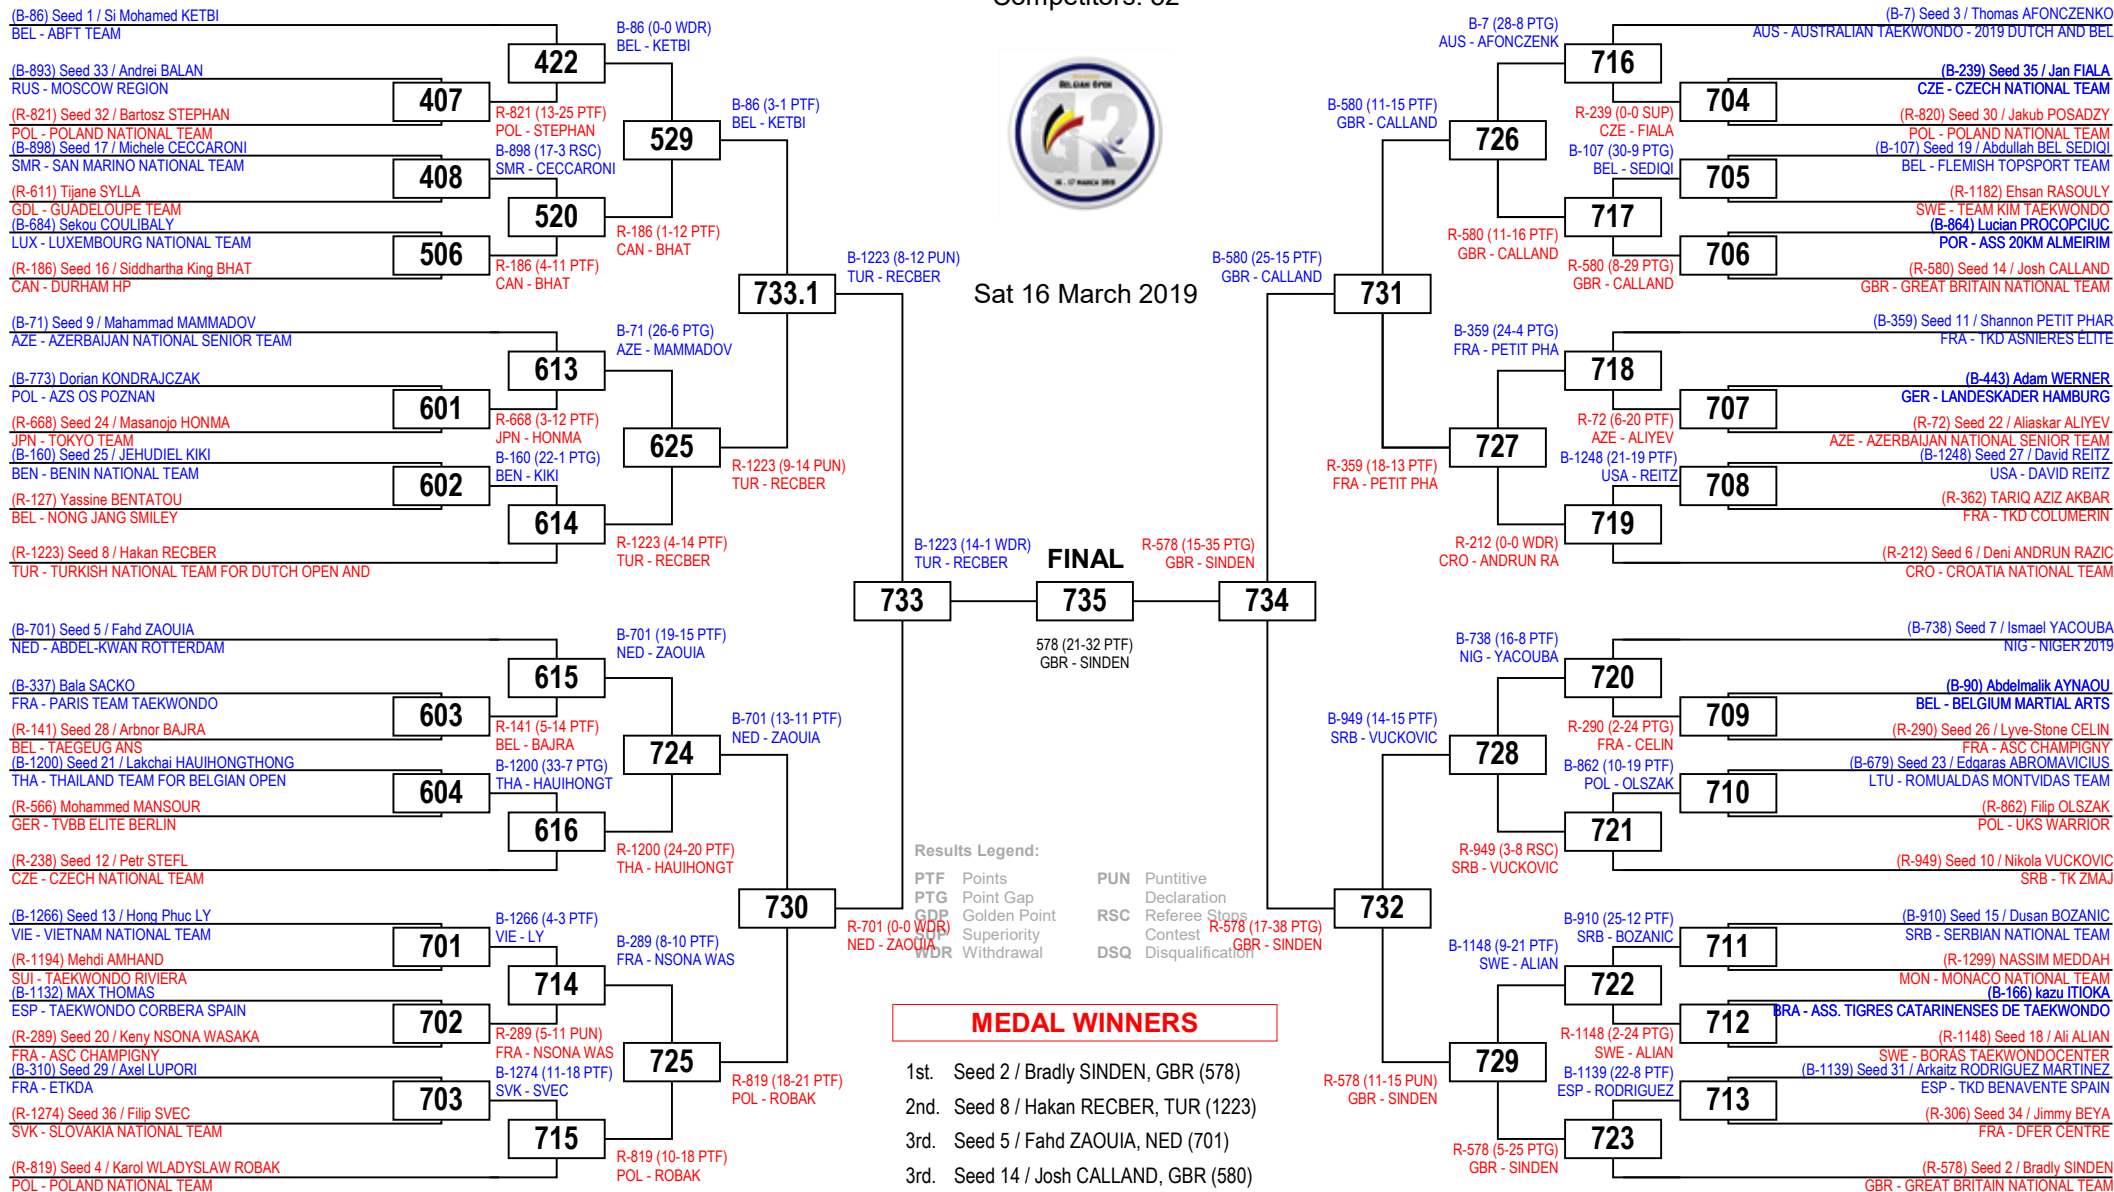 (B-86) Seed 1 / Si Mohamed KETBI
BEL - ABFT TEAM
(B-893) Seed 33 / Andrei BALAN
RUS - MOSCOW REGION
(R-821) Seed 32 / Bartosz STEPHAN
POL - POLAND NATIONAL TEAM
(B-898) Seed 17 / Michele CECCARONI
SMR - SAN MARINO NATIONAL TEAM
(R-611) Tijane SYLLA
GDL - GUADELOUPE TEAM
(B-684) Sekou COULIBALY
LUX - LUXEMBOURG NATIONAL TEAM
(R-186) Seed 16 / Siddhartha King BHAT
CAN - DURHAM HP
(B-71) Seed 9 / Mahammad MAMMADOV
AZE - AZERBAIJAN NATIONAL SENIOR TEAM
(B-773) Dorian KONDRAJCZAK
POL - AZS OS POZNAN
(R-668) Seed 24 / Masanojo HONMA
JPN - TOKYO TEAM
(B-160) Seed 25 / JEHUDIEL KIKI
BEN - BENIN NATIONAL TEAM
(R-127) Yassine BENTATOU
BEL - NONG JANG SMILEY
(R-1223) Seed 8 / Hakan RECBER
TUR - TURKISH NATIONAL TEAM FOR DUTCH OPEN AND
(B-701) Seed 5 / Fahd ZAOUIA
NED - ABDEL-KWAN ROTTERDAM
(B-337) Bala SACKO
FRA - PARIS TEAM TAEKWONDO
(R-141) Seed 28 / Arbnor BAJRA
BEL - TAEGEUG ANS
(B-1200) Seed 21 / Lakchai HAUIHONGTHONG
THA - THAILAND TEAM FOR BELGIAN OPEN
(R-566) Mohammed MANSOUR
GER - TVBB ELITE BERLIN
(R-238) Seed 12 / Petr STEFL
CZE - CZECH NATIONAL TEAM
(B-1266) Seed 13 / Hong Phuc LY
VIE - VIETNAM NATIONAL TEAM
(R-1194) Mehdi AMHAND
SUI - TAEKWONDO RIVIERA
(B-1132) MAX THOMAS
ESP - TAEKWONDO CORBERA SPAIN
(R-289) Seed 20 / Keny NSONA WASAKA
FRA - ASC CHAMPIGNY
(B-310) Seed 29 / Axel LUPORI
FRA - ETKDA
(R-1274) Seed 36 / Filip SVEC
SVK - SLOVAKIA NATIONAL TEAM
(R-819) Seed 4 / Karol WLADYSLAW ROBAK
POL - POLAND NATIONAL TEAM
407
408
506
601
602
603
604
701
702
703
R-821 (13-25 PTF)
POL - STEPHAN
B-898 (17-3 RSC)
SMR - CECCARONI
R-186 (4-11 PTF)
CAN - BHAT
R-668 (3-12 PTF)
JPN - HONMA
B-160 (22-1 PTG)
BEN - KIKI
R-141 (5-14 PTF)
BEL - BAJRA
B-1200 (33-7 PTG)
THA - HAUIHONGT
B-1266 (4-3 PTF)
VIE - LY
R-289 (5-11 PUN)
FRA - NSONA WAS
B-1274 (11-18 PTF)
SVK - SVEC
422
520
613
614
615
616
714
715
B-86 (0-0 WDR)
BEL - KETBI
R-186 (1-12 PTF)
CAN - BHAT
B-71 (26-6 PTG)
AZE - MAMMADOV
R-1223 (4-14 PTF)
TUR - RECBER
B-701 (19-15 PTF)
NED - ZAOUIA
R-1200 (24-20 PTF)
THA - HAUIHONGT
B-289 (8-10 PTF)
FRA - NSONA WAS
R-819 (10-18 PTF)
POL - ROBAK
529
625
724
725
B-86 (3-1 PTF)
BEL - KETBI
R-1223 (9-14 PUN)
TUR - RECBER
B-701 (13-11 PTF)
NED - ZAOUIA
R-819 (18-21 PTF)
POL - ROBAK
733.1
730
B-1223 (8-12 PUN)
TUR - RECBER
R-701 (0-0 WDR)
NED - ZAOUIA
733
B-1223 (14-1 WDR)
TUR - RECBER
BELGIAN OPEN
G2
16 - 17 MARCH 2019
Sat 16 March 2019
FINAL
735
578 (21-32 PTF)
GBR - SINDEN
Results Legend:
PTF Points
PTG Point Gap
GDP Golden Point
SUP Superiority
WDR Withdrawal
PUN Puntitive
Declaration
RSC Referee Stops
Contest
DSQ Disqualification
MEDAL WINNERS
1st. Seed 2 / Bradly SINDEN, GBR (578)
2nd. Seed 8 / Hakan RECBER, TUR (1223)
3rd. Seed 5 / Fahd ZAOUIA, NED (701)
3rd. Seed 14 / Josh CALLAND, GBR (580)
R-578 (15-35 PTG)
GBR - SINDEN
734
B-580 (25-15 PTF)
GBR - CALLAND
R-578 (17-38 PTG)
GBR - SINDEN
731
732
B-580 (11-15 PTF)
GBR - CALLAND
R-359 (18-13 PTF)
FRA - PETIT PHA
B-949 (14-15 PTF)
SRB - VUCKOVIC
R-578 (11-15 PUN)
GBR - SINDEN
726
727
728
729
B-7 (28-8 PTG)
AUS - AFONCZENK
R-580 (11-16 PTF)
GBR - CALLAND
B-359 (24-4 PTG)
FRA - PETIT PHA
R-212 (0-0 WDR)
CRO - ANDRUN RA
B-738 (16-8 PTF)
NIG - YACOUBA
R-949 (3-8 RSC)
SRB - VUCKOVIC
B-1148 (9-21 PTF)
SWE - ALIAN
R-578 (5-25 PTG)
GBR - SINDEN
716
717
718
719
720
721
722
723
R-239 (0-0 SUP)
CZE - FIALA
B-107 (30-9 PTG)
BEL - SEDIQI
R-580 (8-29 PTG)
GBR - CALLAND
R-72 (6-20 PTF)
AZE - ALIYEV
B-1248 (21-19 PTF)
USA - REITZ
R-290 (2-24 PTG)
FRA - CELIN
B-862 (10-19 PTF)
POL - OLSZAK
B-910 (25-12 PTF)
SRB - BOZANIC
R-1148 (2-24 PTG)
SWE - ALIAN
B-1139 (22-8 PTF)
ESP - RODRIGUEZ
704
705
706
707
708
709
710
711
712
713
(B-7) Seed 3 / Thomas AFONCZENKO
AUS - AUSTRALIAN TAEKWONDO - 2019 DUTCH AND BEL
(B-239) Seed 35 / Jan FIALA
CZE - CZECH NATIONAL TEAM
(R-820) Seed 30 / Jakub POSADZY
POL - POLAND NATIONAL TEAM
(B-107) Seed 19 / Abdullah BEL SEDIQI
BEL - FLEMISH TOPSPORT TEAM
(R-1182) Ehsan RASOULY
SWE - TEAM KIM TAEKWONDO
(B-864) Lucian PROCOPCIUC
POR - ASS 20KM ALMEIRIM
(R-580) Seed 14 / Josh CALLAND
GBR - GREAT BRITAIN NATIONAL TEAM
(B-359) Seed 11 / Shannon PETIT PHAR
FRA - TKD ASNIERES ÉLITE
(B-443) Adam WERNER
GER - LANDESKADER HAMBURG
(R-72) Seed 22 / Aliaskar ALIYEV
AZE - AZERBAIJAN NATIONAL SENIOR TEAM
(B-1248) Seed 27 / David REITZ
USA - DAVID REITZ
(R-362) TARIQ AZIZ AKBAR
FRA - TKD COLUMERIN
(R-212) Seed 6 / Deni ANDRUN RAZIC
CRO - CROATIA NATIONAL TEAM
(B-738) Seed 7 / Ismael YACOUBA
NIG - NIGER 2019
(B-90) Abdelmalik AYNAOU
BEL - BELGIUM MARTIAL ARTS
(R-290) Seed 26 / Lyve-Stone CELIN
FRA - ASC CHAMPIGNY
(B-679) Seed 23 / Edgaras ABROMAVICIUS
LTU - ROMUALDAS MONTVIDAS TEAM
(R-862) Filip OLSZAK
POL - UKS WARRIOR
(R-949) Seed 10 / Nikola VUCKOVIC
SRB - TK ZMAJ
(B-910) Seed 15 / Dusan BOZANIC
SRB - SERBIAN NATIONAL TEAM
(R-1299) NASSIM MEDDAH
MON - MONACO NATIONAL TEAM
(B-166) kazu ITIOKA
BRA - ASS. TIGRES CATARINENSES DE TAEKWONDO
(R-1148) Seed 18 / Ali ALIAN
SWE - BORÅS TAEKWONDOCENTER
(B-1139) Seed 31 / Arkaitz RODRIGUEZ MARTINEZ
ESP - TKD BENAVENTE SPAIN
(R-306) Seed 34 / Jimmy BEYA
FRA - DFER CENTRE
(R-578) Seed 2 / Bradly SINDEN
GBR - GREAT BRITAIN NATIONAL TEAM